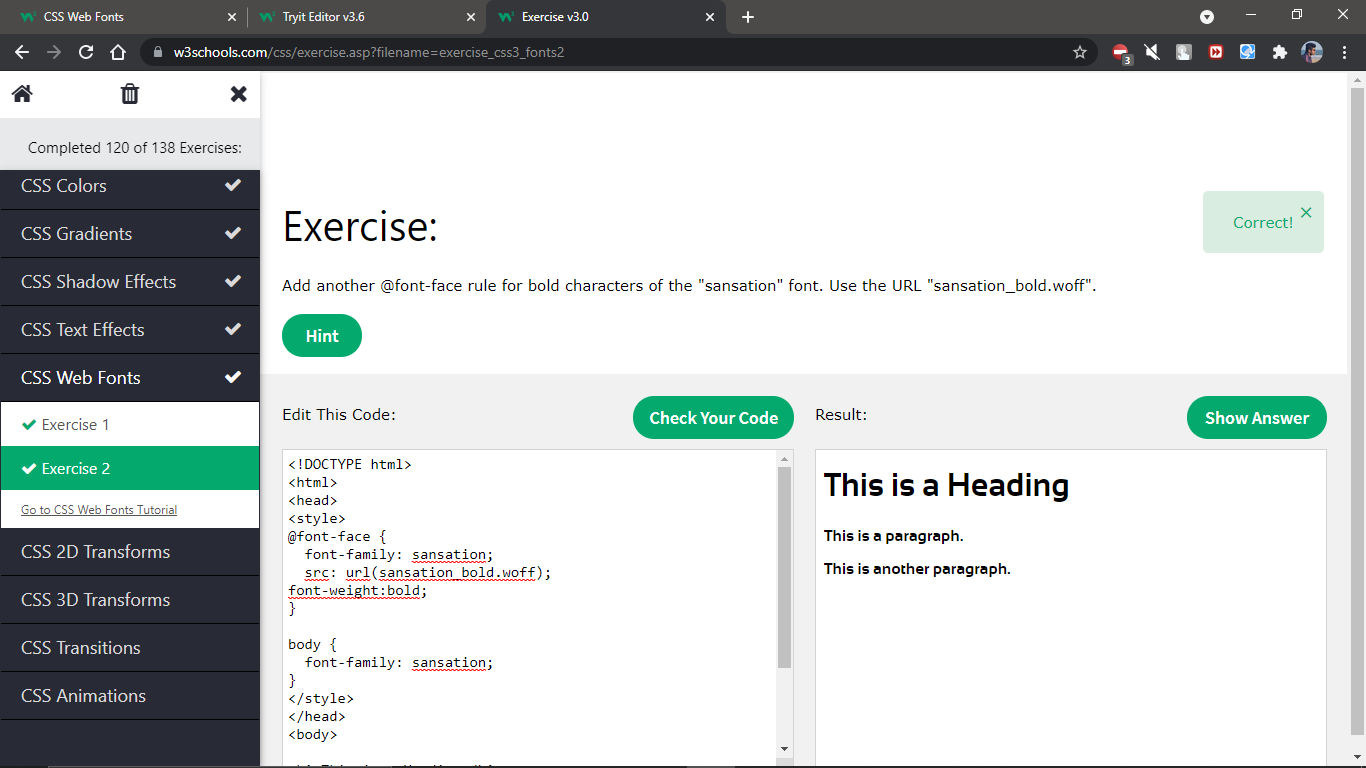 CSS Web Fonts
Tryit Editor v3.6
Exercise v3.0
w3schools.com/css/exercise.asp?filename=exercise_css3_fonts2
3
Completed 120 of 138 Exercises:
CSS Colors
CSS Gradients
CSS Shadow Effects
CSS Text Effects
CSS Web Fonts
Exercise 1
Exercise 2
Go to CSS Web Fonts Tutorial
CSS 2D Transforms
CSS 3D Transforms
CSS Transitions
CSS Animations
Exercise:
Correct!
Add another @font-face rule for bold characters of the "sansation" font. Use the URL "sansation_bold.woff".
Hint
Edit This Code:
Check Your Code
<!DOCTYPE html>
<html>
<head>
<style>
@font-face {
  font-family: sansation;
  src: url(sansation_bold.woff);
font-weight:bold;
}
body {
  font-family: sansation;
}
</style>
</head>
<body>
Result:
Show Answer
This is a Heading
This is a paragraph.
This is another paragraph.